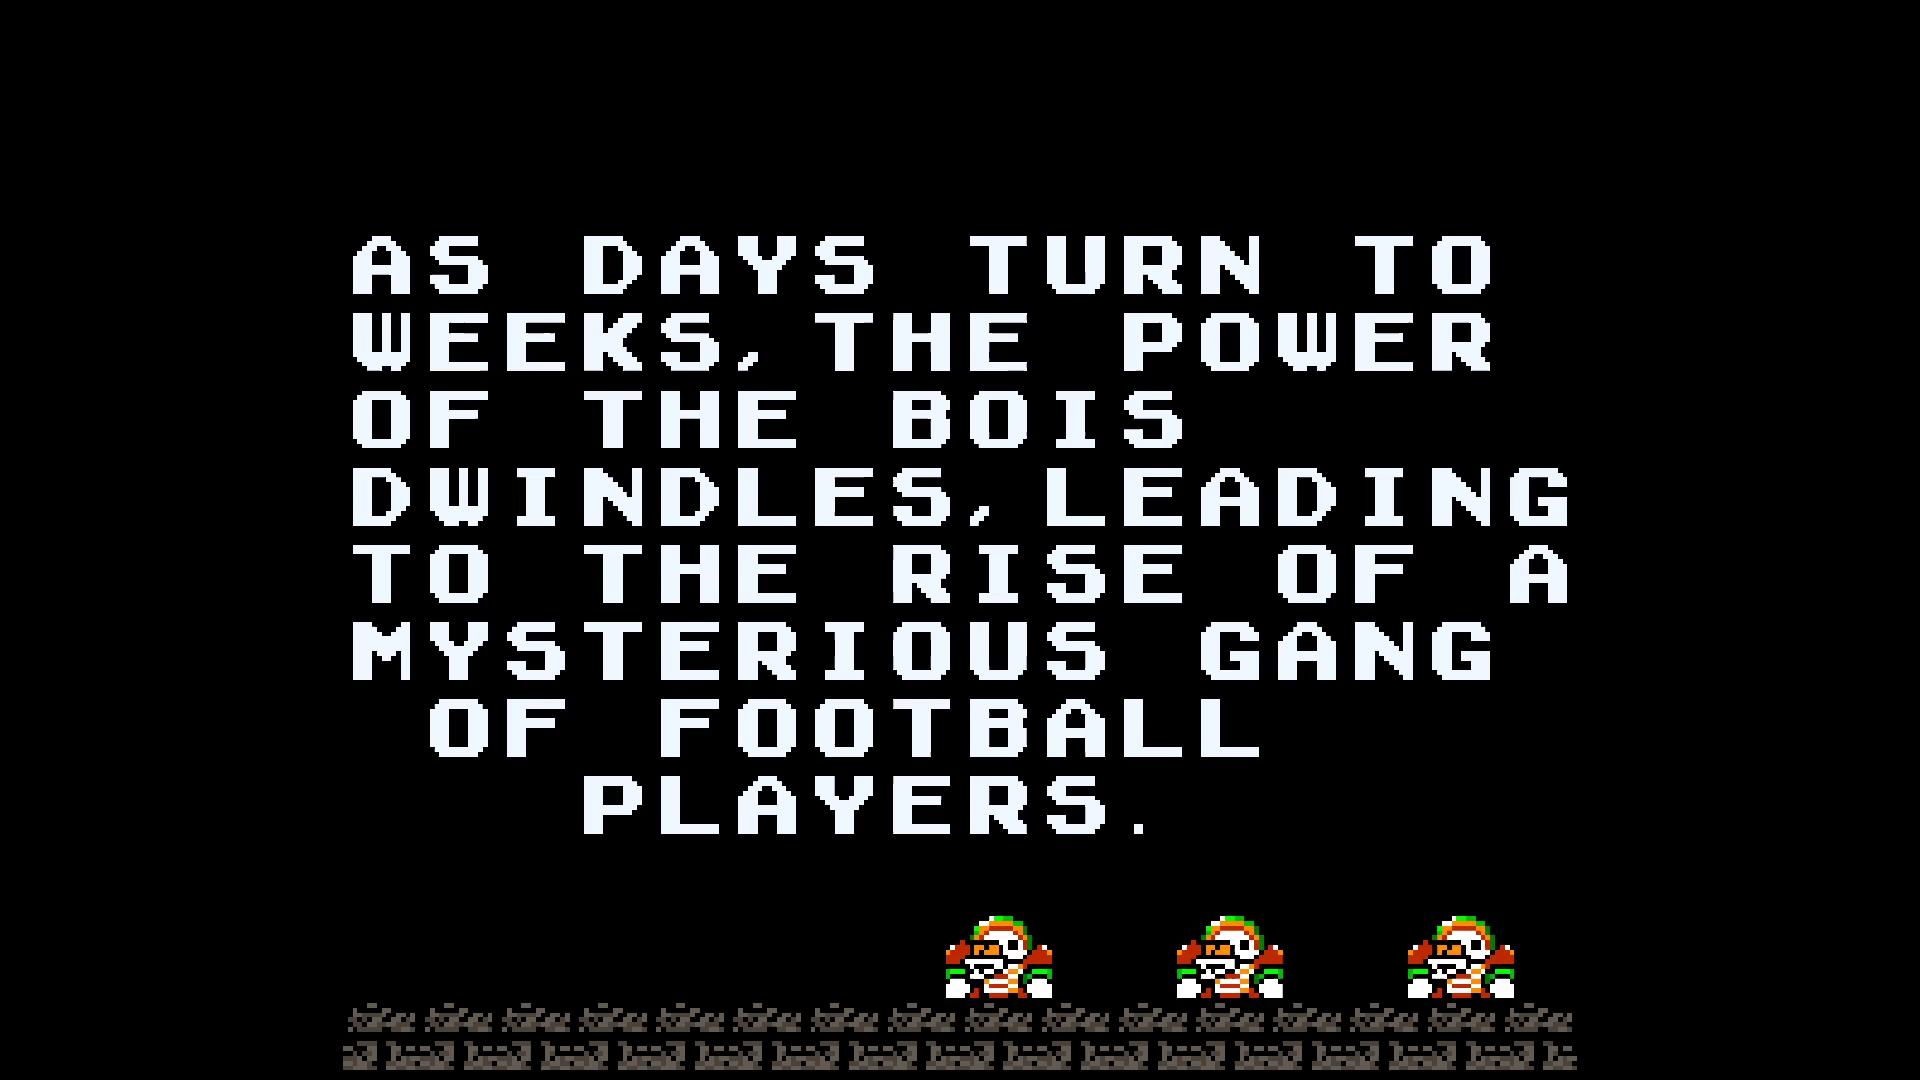 AS DAYS TURN TO
WEEKS,THE POWER
OF THE BOIS
DWINDLES,LEADING
TO THE RISE OF A
MYSTERIOUS GANG
OF FOOTBALL
PLAYERS.